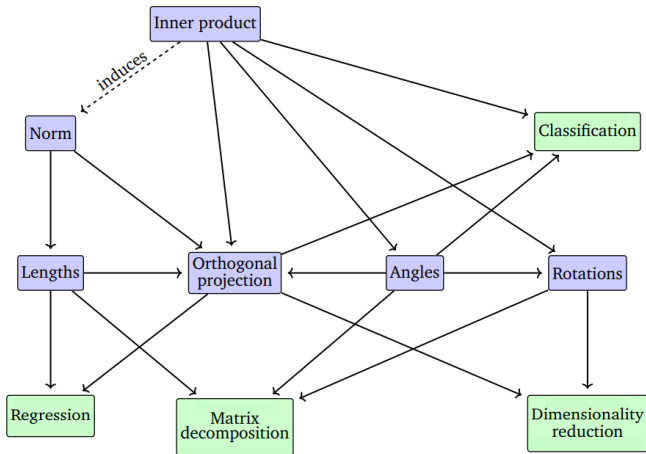 Inner product
induces
Norm
Classification
Lengths
Orthogonal
projection
Angles
Rotations
Regression
Matrix
decomposition
Dimensionality
reduction